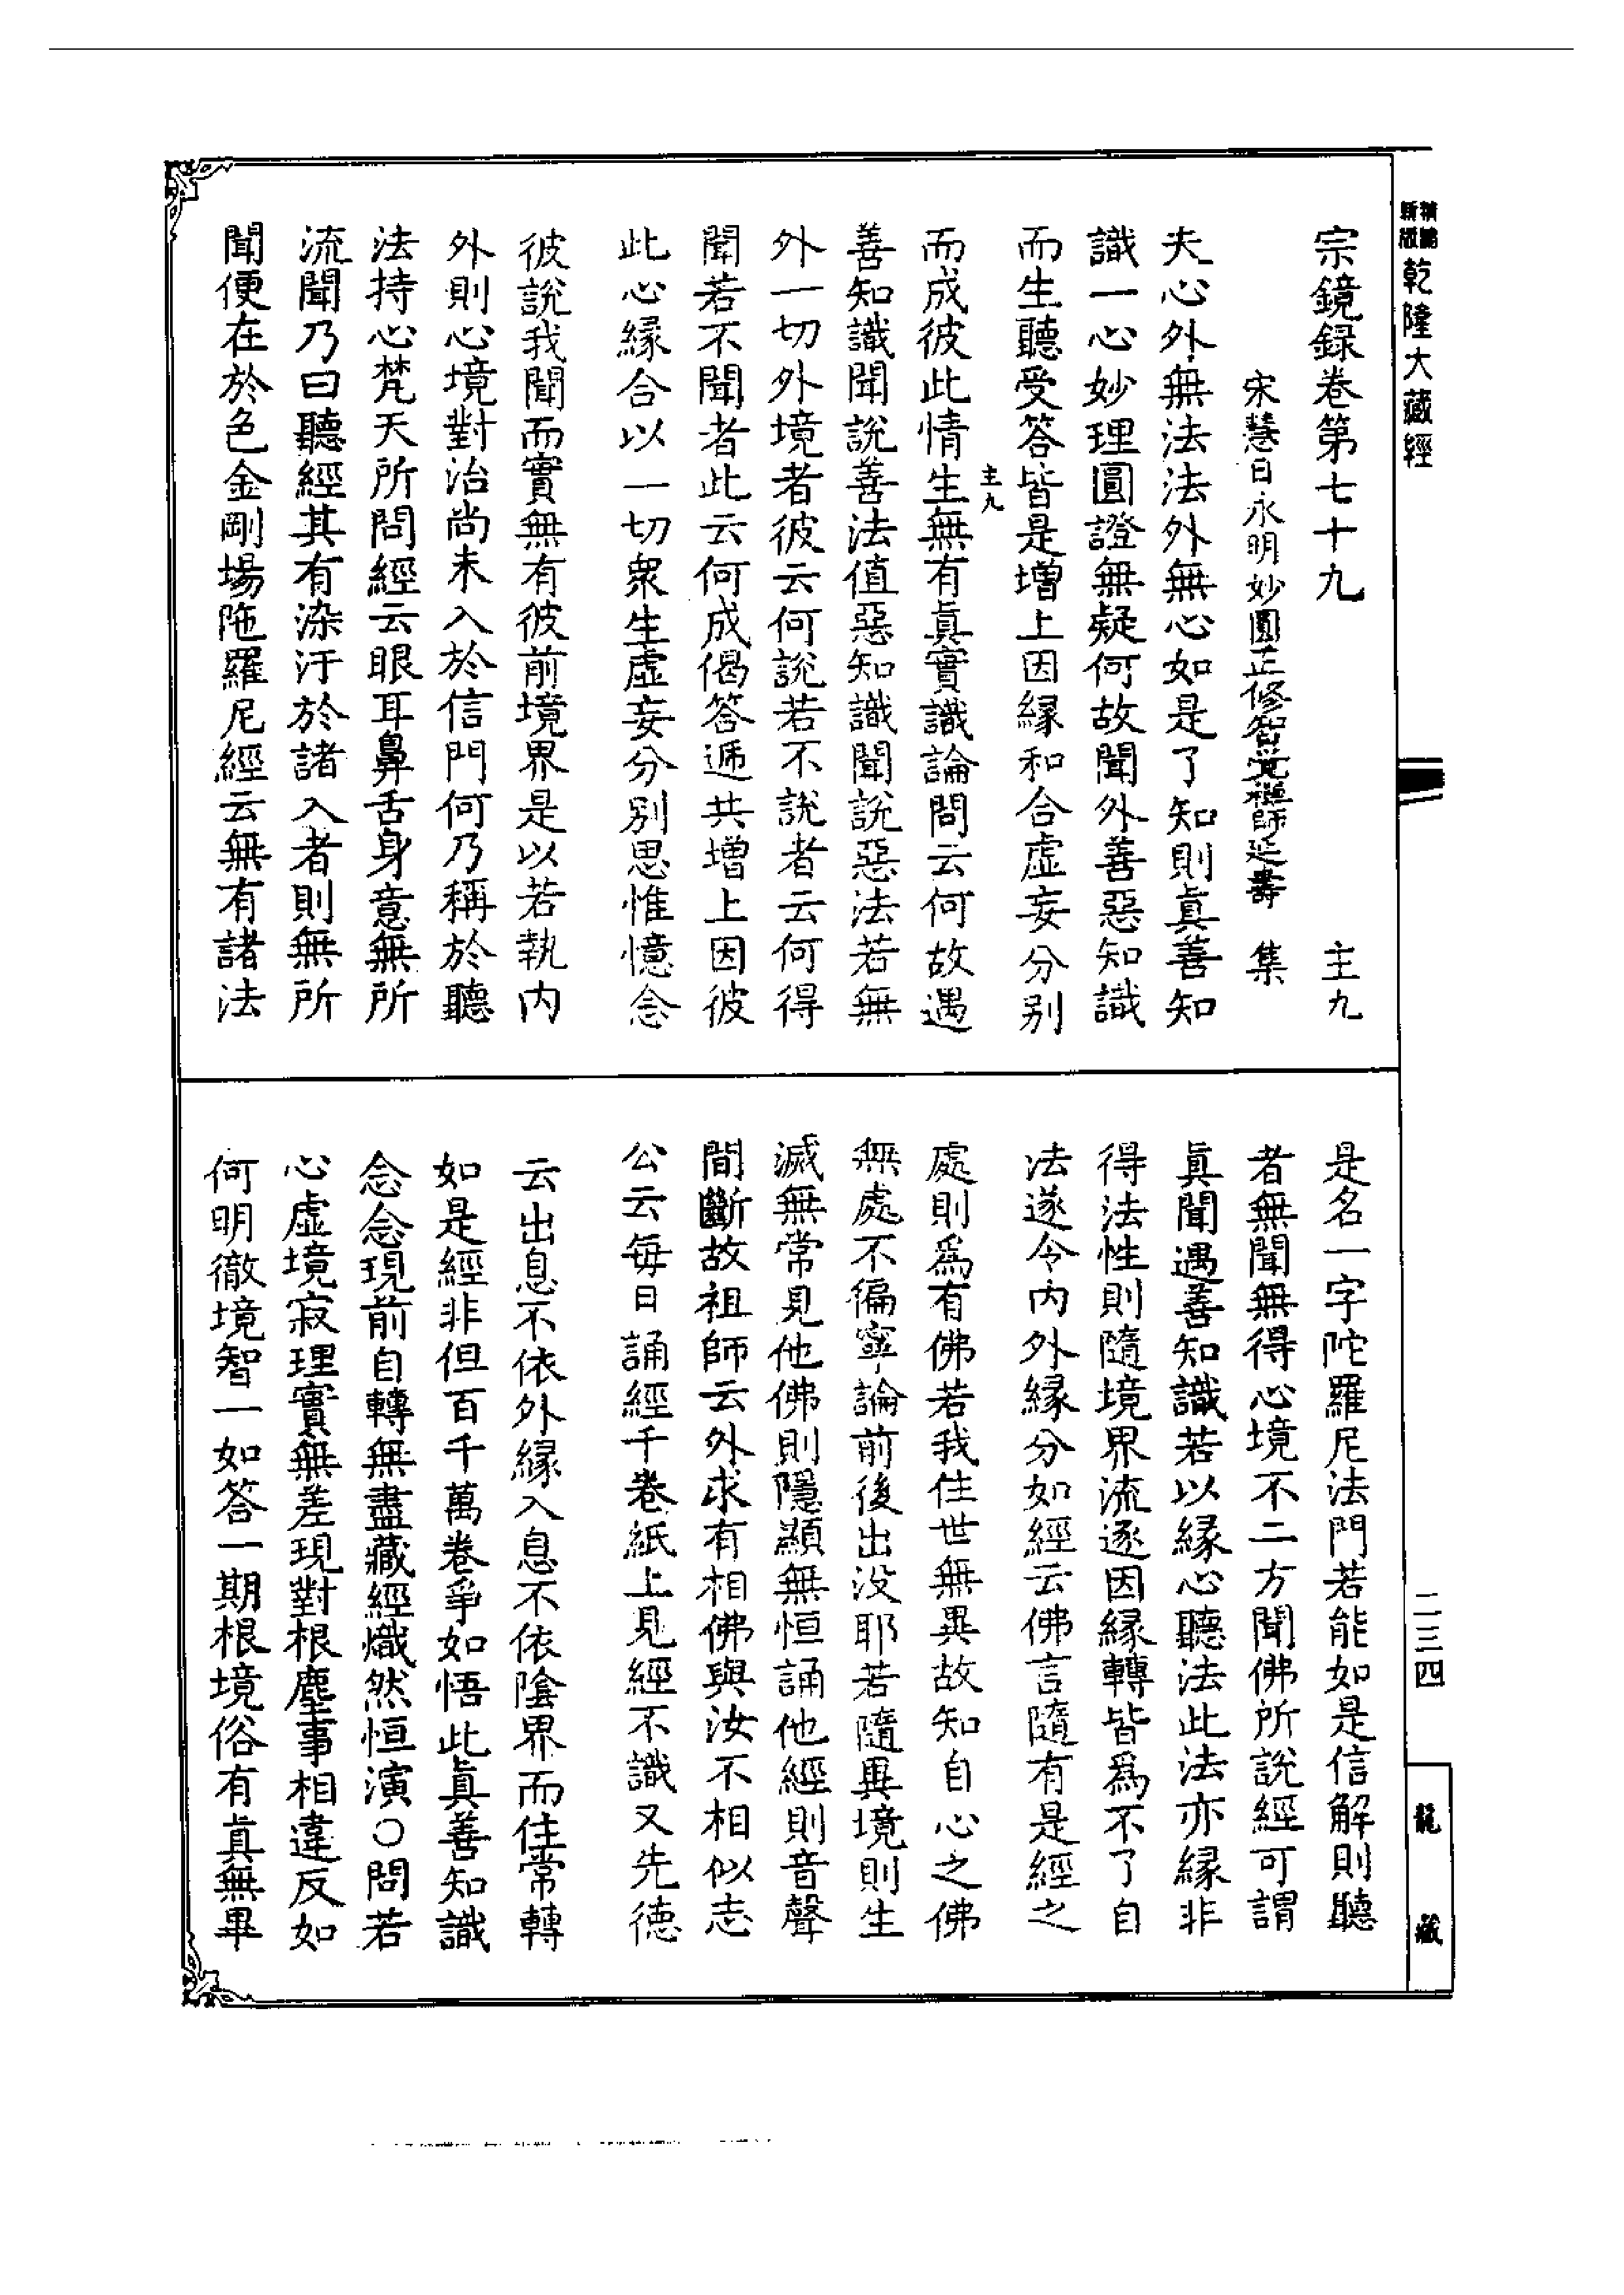 精編新版
乾隆大藏經
宗鏡録卷第七十九 主九
宋慧日永明妙圓正修智覺禪師延壽 集
夫心外無法法外無心如是了知則眞善知
識一心妙理圓證無疑何故聞外善惡知識
而生聽受答皆是增上因縁和合虛妄分别
主九
而成彼此情生無有眞實識論問云何故遇
善知識聞說善法值惡知識聞說惡法若無
外一切外境者彼云何說若不說者云何得
聞若不聞者此云何成偈答遞共增上因彼
此心縁合以一切衆生虛妄分别思惟憶念
彼說我聞而實無有彼前境界是以若執内
外則心境對治尚未入於信門何乃稱於聽
法持心梵天所問經云眼耳鼻舌身意無所
流聞乃曰聽經其有染汙於諸入者則無所
聞便在於色金剛場陁羅尼經云無有諸法
是名一字陀羅尼法門若能如是信解則聽
者無聞無得心境不二方聞佛所說經可謂
眞聞遇善知識若以縁心聽法此法亦縁非
得法性則隨境界流逐因縁轉皆爲不了自
法遂令内外縁分如經云佛言隨有是經之
處則爲有佛若我住世無異故知自心之佛
無處不徧寧論前後出没耶若隨異境則生
滅無常見他佛則隱顯無恒誦他經則音聲
間斷故祖師云外求有相佛與汝不相似志
公云每日誦經千卷紙上見經不識又先德
云出息不依外縁入息不依陰界而住常轉
如是經非但百千萬卷爭如悟此眞善知識
念念現前自轉無盡藏經熾然恒演○問若
心虛境寂理實無差現對根塵事相違反如
何明徹境智一如答一期根境俗有眞無畢
二三四
龍藏